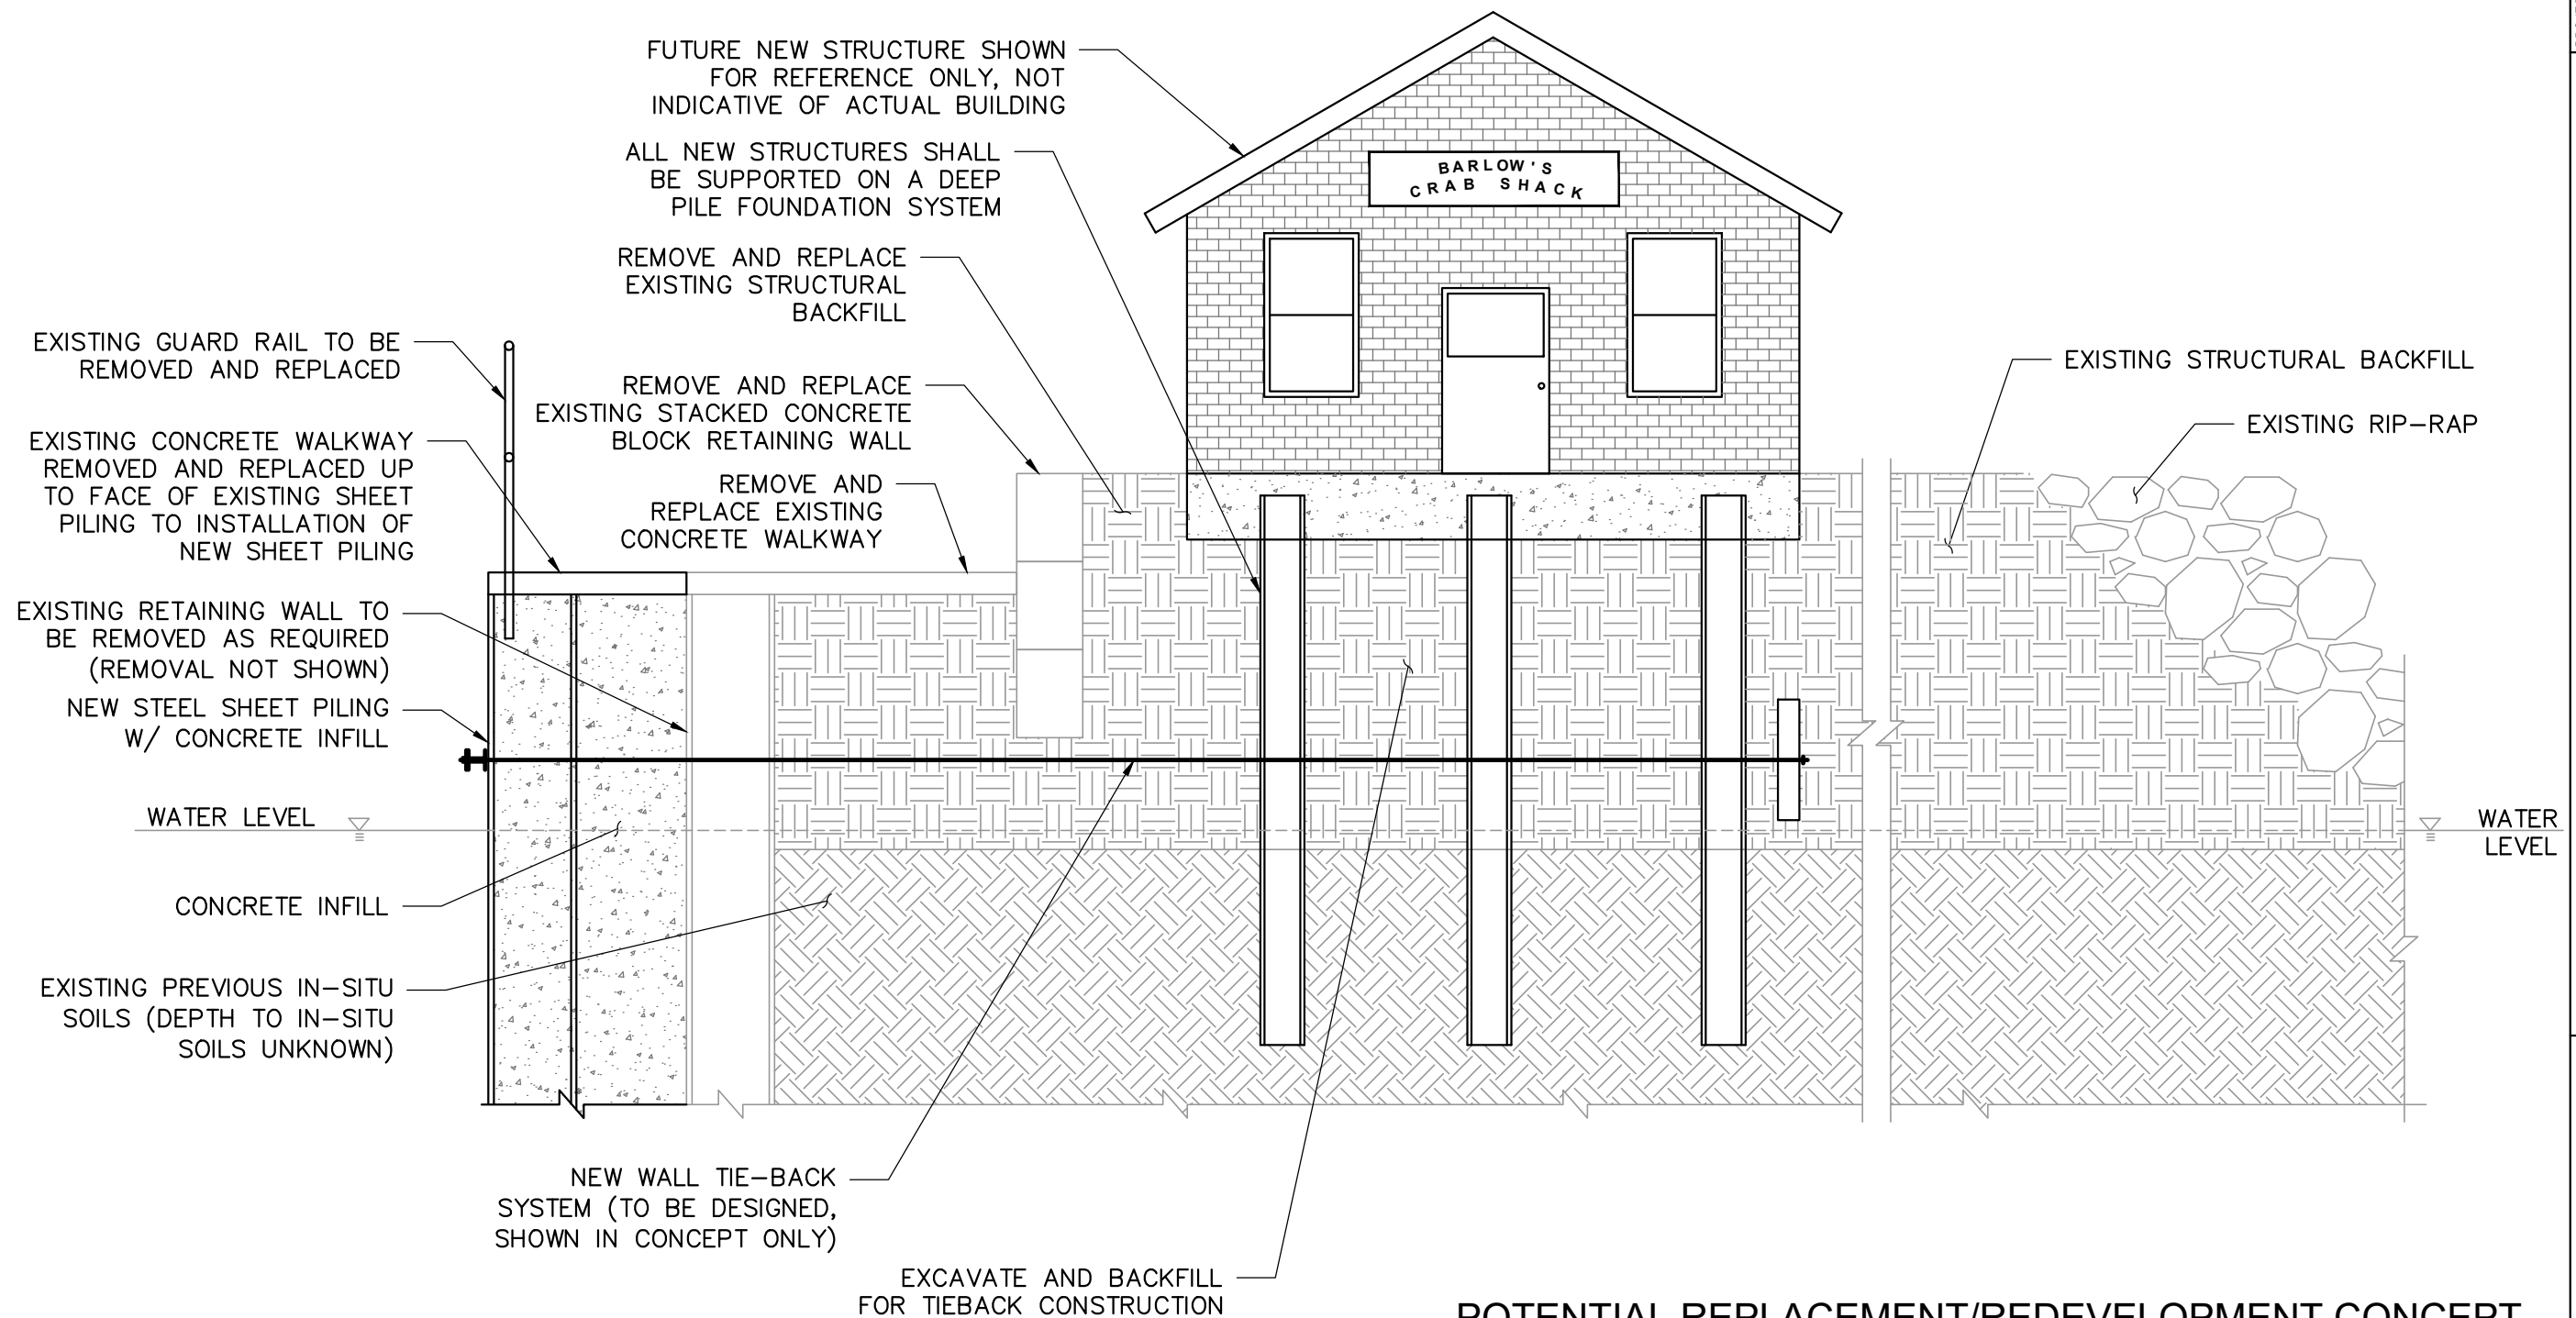 FUTURE NEW STRUCTURE SHOWN
FOR REFERENCE ONLY, NOT
INDICATIVE OF ACTUAL BUILDING
ALL NEW STRUCTURES SHALL
BE SUPPORTED ON A DEEP
PILE FOUNDATION SYSTEM
BARLOW'S
CRAB SHACK
REMOVE AND REPLACE
EXISTING STRUCTURAL
BACKFILL
EXISTING GUARD RAIL TO BE
REMOVED AND REPLACED
REMOVE AND REPLACE
EXISTING STACKED CONCRETE
BLOCK RETAINING WALL
EXISTING STRUCTURAL BACKFILL
EXISTING RIP-RAP
EXISTING CONCRETE WALKWAY
REMOVED AND REPLACED UP
TO FACE OF EXISTING SHEET
PILING TO INSTALLATION OF
NEW SHEET PILING
REMOVE AND
REPLACE EXISTING
CONCRETE WALKWAY
EXISTING RETAINING WALL TO
BE REMOVED AS REQUIRED
(REMOVAL NOT SHOWN)
NEW STEEL SHEET PILING
W/ CONCRETE INFILL
WATER LEVEL
WATER
LEVEL
CONCRETE INFILL
EXISTING PREVIOUS IN-SITU
SOILS (DEPTH TO IN-SITU
SOILS UNKNOWN)
NEW WALL TIE-BACK
SYSTEM (TO BE DESIGNED,
SHOWN IN CONCEPT ONLY)
EXCAVATE AND BACKFILL
FOR TIEBACK CONSTRUCTION
POTENTIAL REPLACEMENT/REDEVELOPMENT CONCEPT